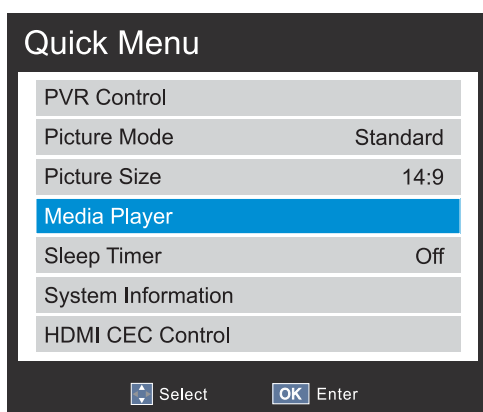 Quick Menu
PVR Control
Picture Mode Standard
Picture Size 14:9
Media Player
Sleep Timer Off
System Information
HDMI CEC Control
Select OK Enter